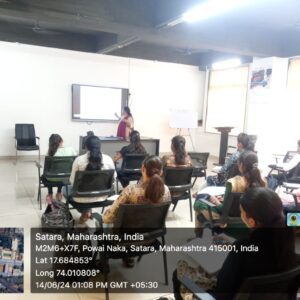 Satara, Maharashtra, India
M2M6+X7F, Powai Naka, Satara, Maharashtra 415001, India
Lat 17.684853°
Long 74.010808°
14/06/24 01:08 PM GMT +05:30